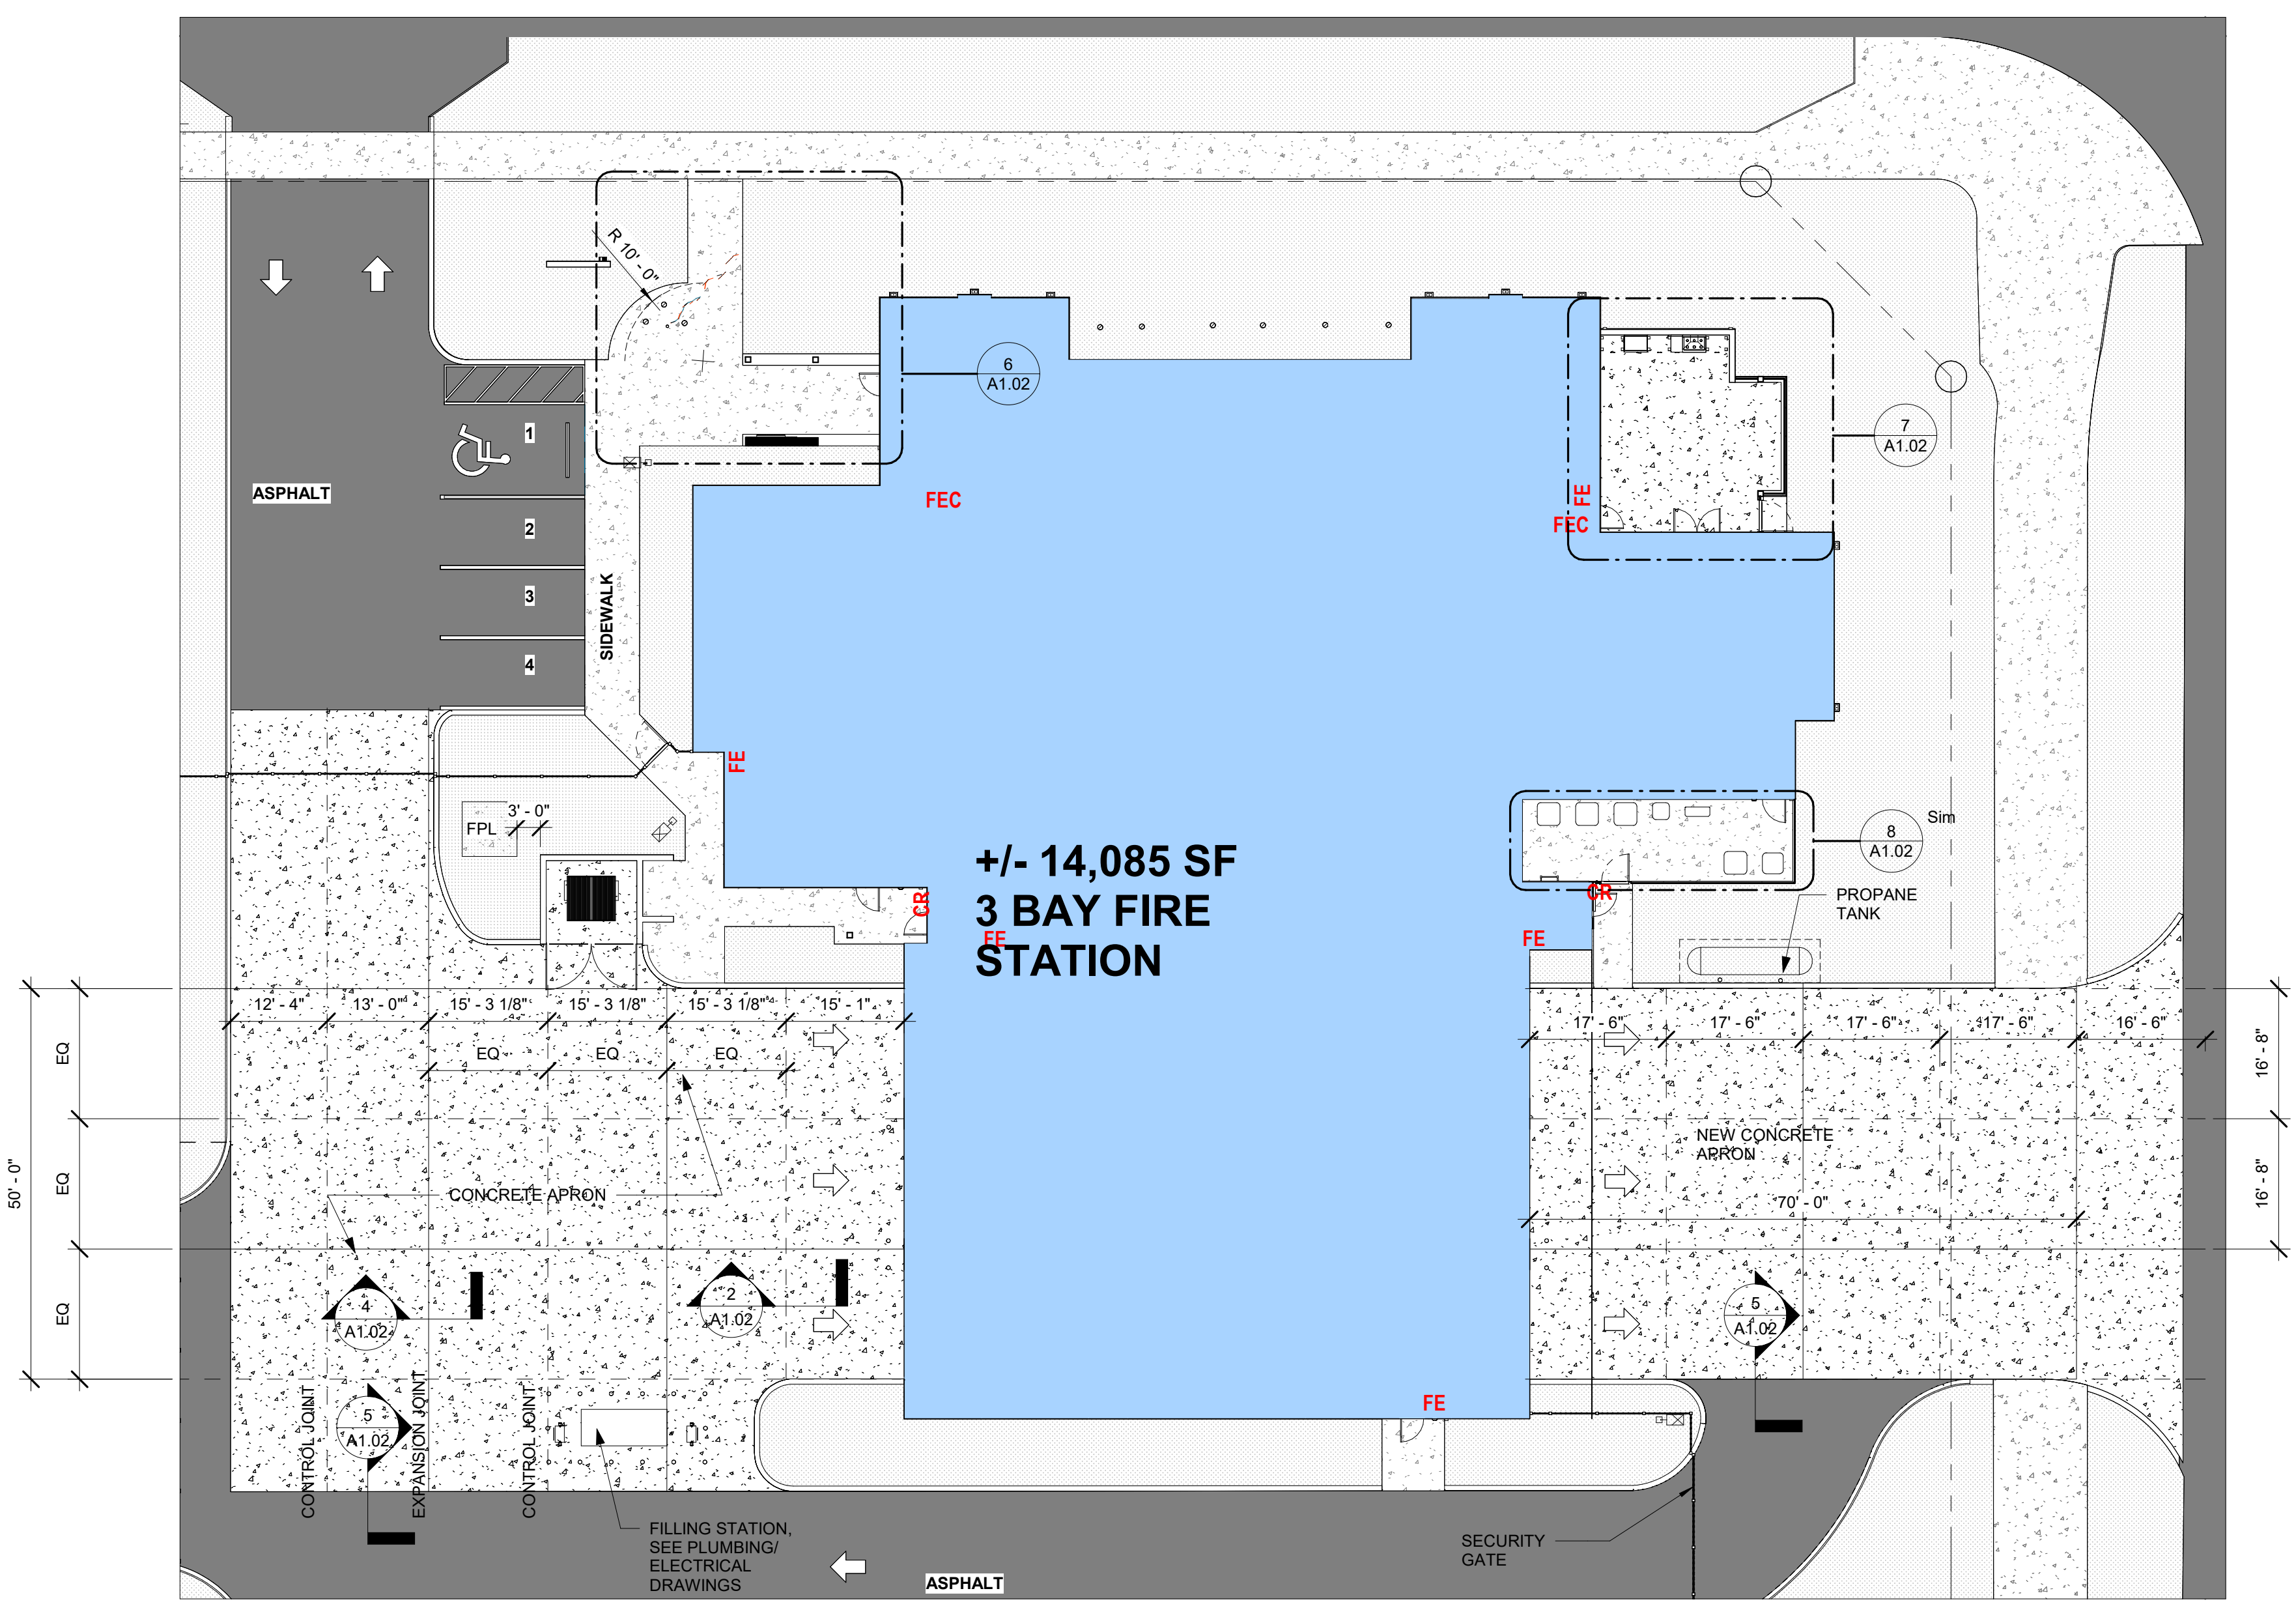 R 10' - 0"
6
A1.02
7
A1.02
1
ASPHALT
FEC
FE
FEC
2
3
SIDEWALK
4
FE
3' - 0"
FPL
+/- 14,085 SF
3 BAY FIRE
STATION
8
A1.02
Sim
CR
CR
PROPANE
TANK
FE
FE
12' - 4"
13' - 0"
15' - 3 1/8"
15' - 3 1/8"
15' - 3 1/8"
15' - 1"
17' - 6"
17' - 6"
17' - 6"
17' - 6"
16' - 6"
EQ
EQ
EQ
EQ
16' - 8"
50' - 0"
EQ
NEW CONCRETE
APRON
CONCRETE APRON
70' - 0"
16' - 8"
EQ
4
A1.02
2
A1.02
5
A1.02
CONTROL JOINT
5
A1.02
EXPANSION JOINT
CONTROL JOINT
FE
FILLING STATION,
SEE PLUMBING/
ELECTRICAL
DRAWINGS
SECURITY
GATE
ASPHALT